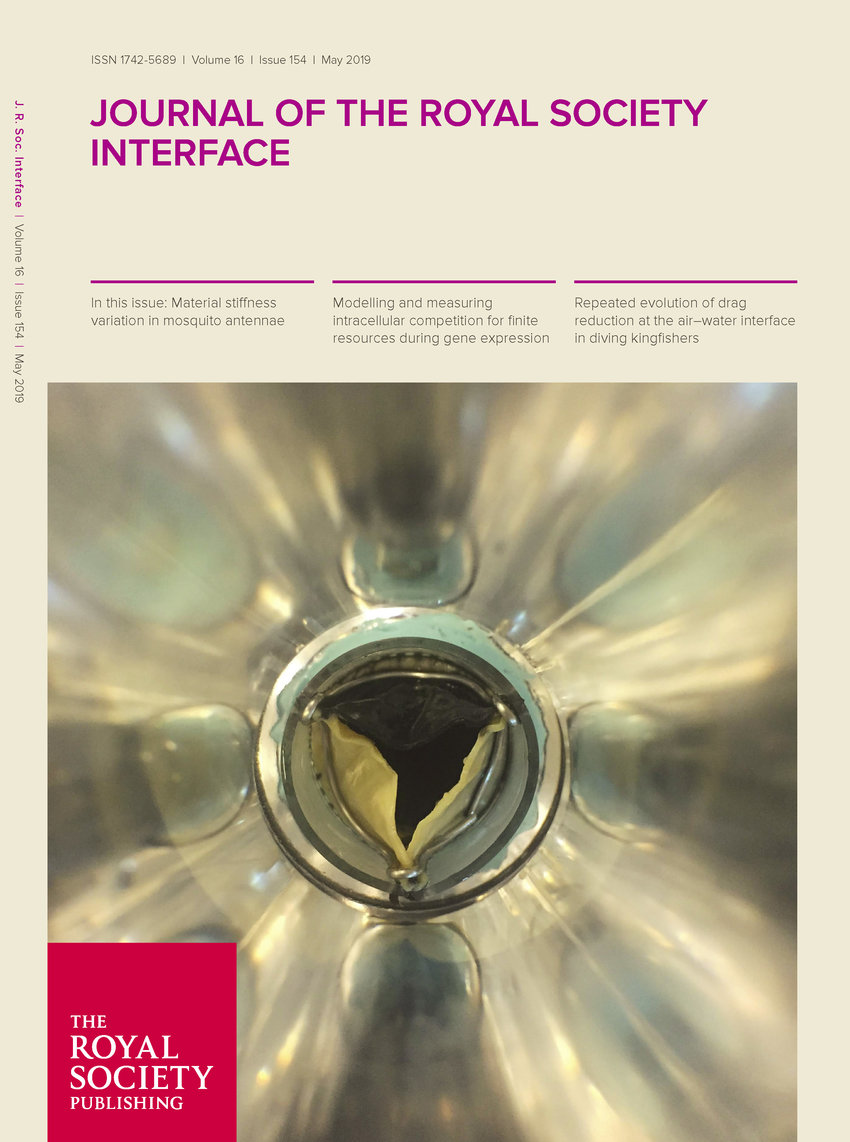 ISSN 1742-5689 | Volume 16 | Issue 154 | May 2019
JOURNAL OF THE ROYAL SOCIETY
INTERFACE
J. R. Soc. Interface | Volume 16 | Issue 154 | May 2019
In this issue: Material stiffness
variation in mosquito antennae
Modelling and measuring
intracellular competition for finite
resources during gene expression
Repeated evolution of drag
reduction at the air–water interface
in diving kingfishers
THE
ROYAL
SOCIETY
PUBLISHING